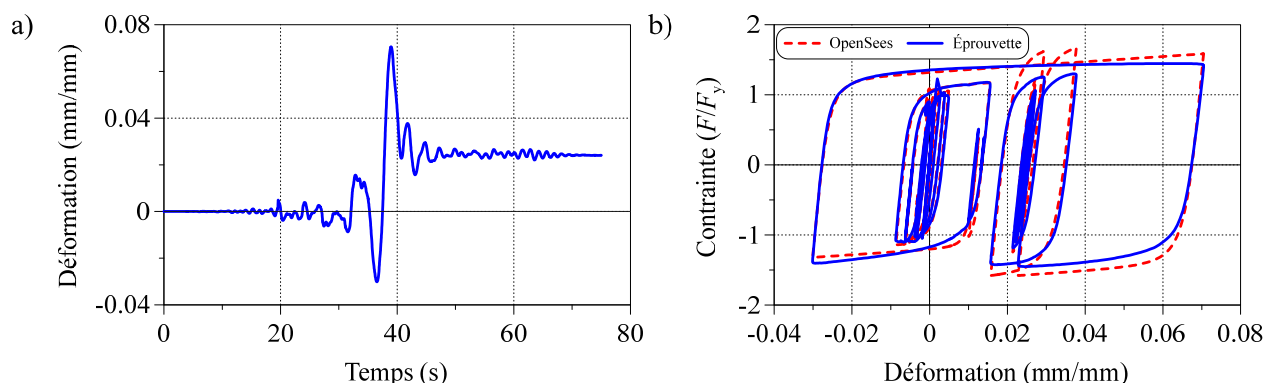 a)
Déformation (mm/mm)
0.08
0.04
0
-0.04
0
20
40
60
80
Temps (s)
b)
Contrainte (F/Fy)
2
1
0
-1
-2
OpenSees
Éprouvette
-0.04
-0.02
0
0.02
0.04
0.06
0.08
Déformation (mm/mm)